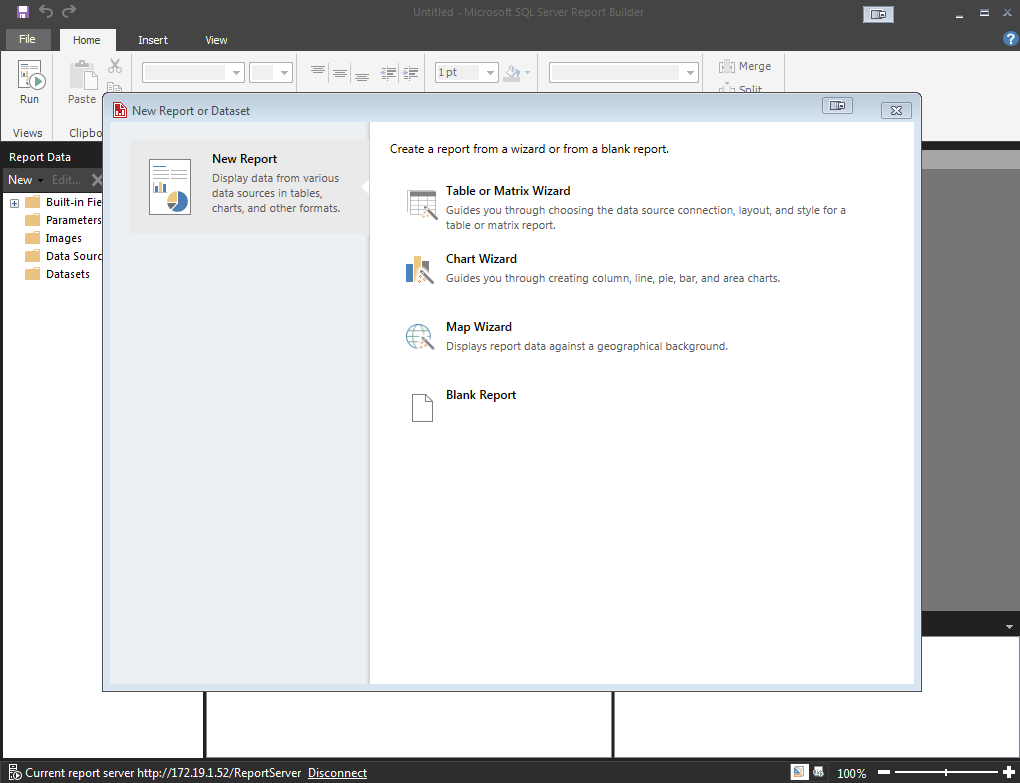 Untitled - Microsoft SQL Server Report Builder
File
Home
Insert
View
Run
Paste
1 pt
Merge
Split
Views
Clipbo
Report Data
New
Edit...
Built-in Fie
Parameters
Images
Data Sourc
Datasets
New Report or Dataset
New Report
Display data from various
data sources in tables,
charts, and other formats.
Create a report from a wizard or from a blank report.
Table or Matrix Wizard
Guides you through choosing the data source connection, layout, and style for a
table or matrix report.
Chart Wizard
Guides you through creating column, line, pie, bar, and area charts.
Map Wizard
Displays report data against a geographical background.
Blank Report
Current report server http://172.19.1.52/ReportServer Disconnect
100%